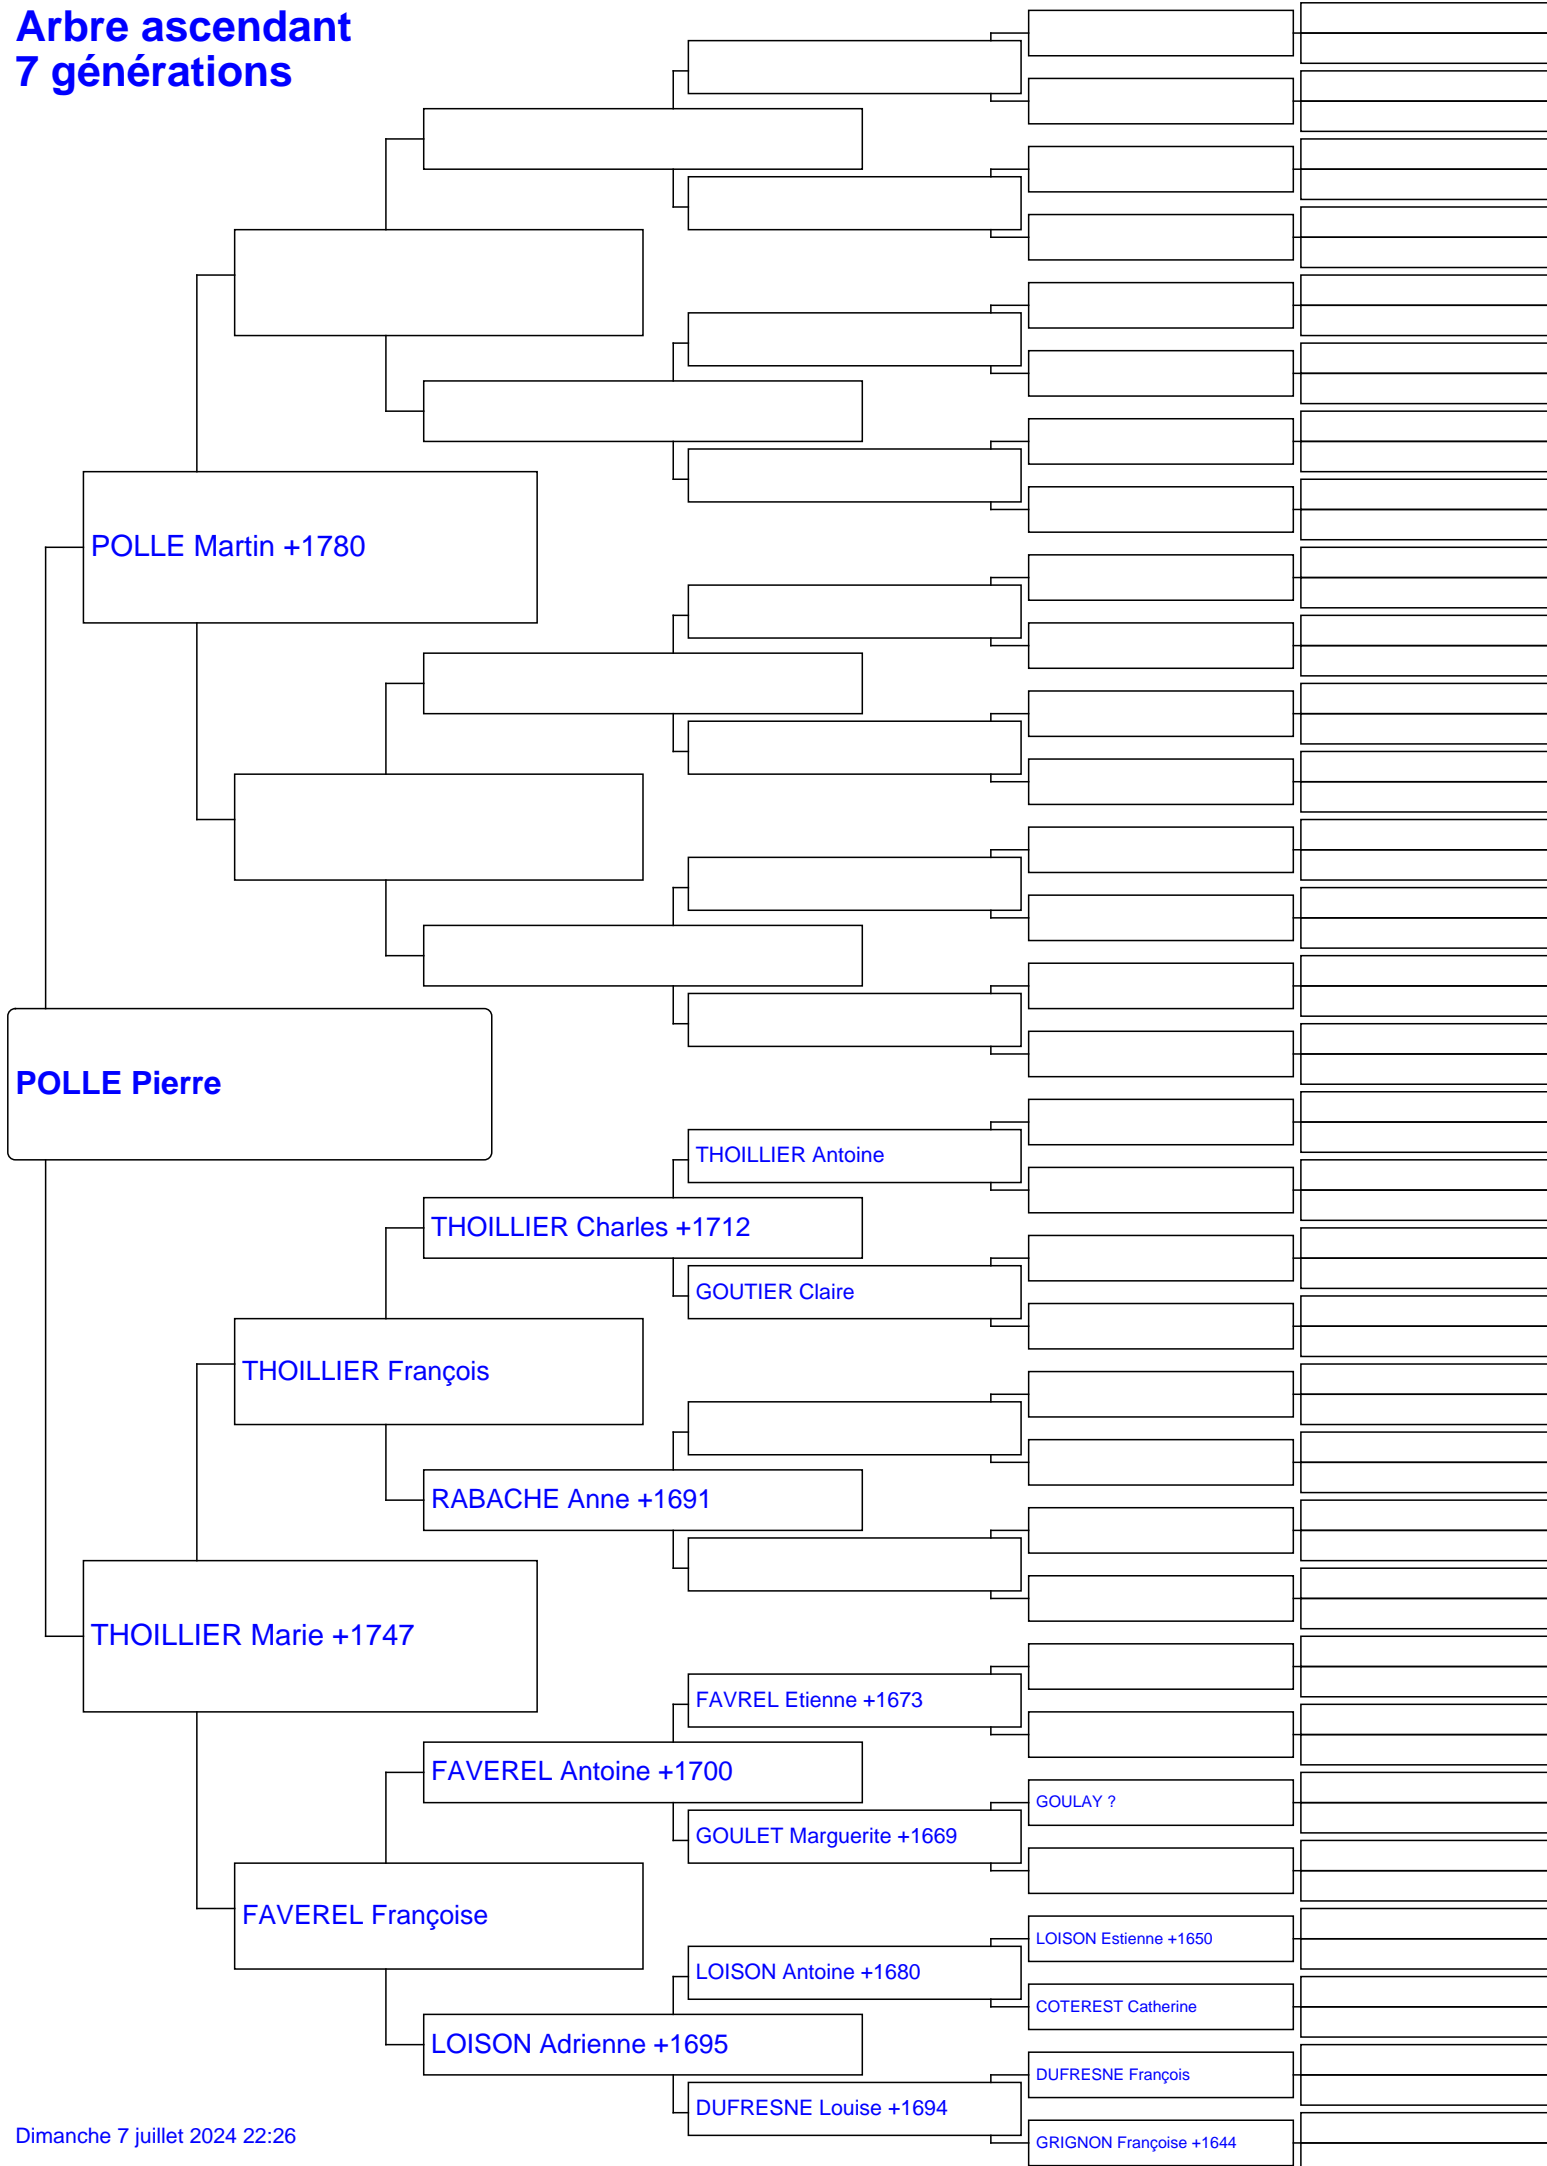 Arbre ascendant
7 générations
POLLE Martin +1780
POLLE Pierre
THOILLIER Antoine
THOILLIER Charles +1712
GOUTIER Claire
THOILLIER François
RABACHE Anne +1691
THOILLIER Marie +1747
FAVREL Etienne +1673
FAVEREL Antoine +1700
GOULAY ?
GOULET Marguerite +1669
FAVEREL Françoise
LOISON Estienne +1650
LOISON Antoine +1680
COTEREST Catherine
LOISON Adrienne +1695
DUFRESNE François
DUFRESNE Louise +1694
GRIGNON Françoise +1644
Dimanche 7 juillet 2024 22:26